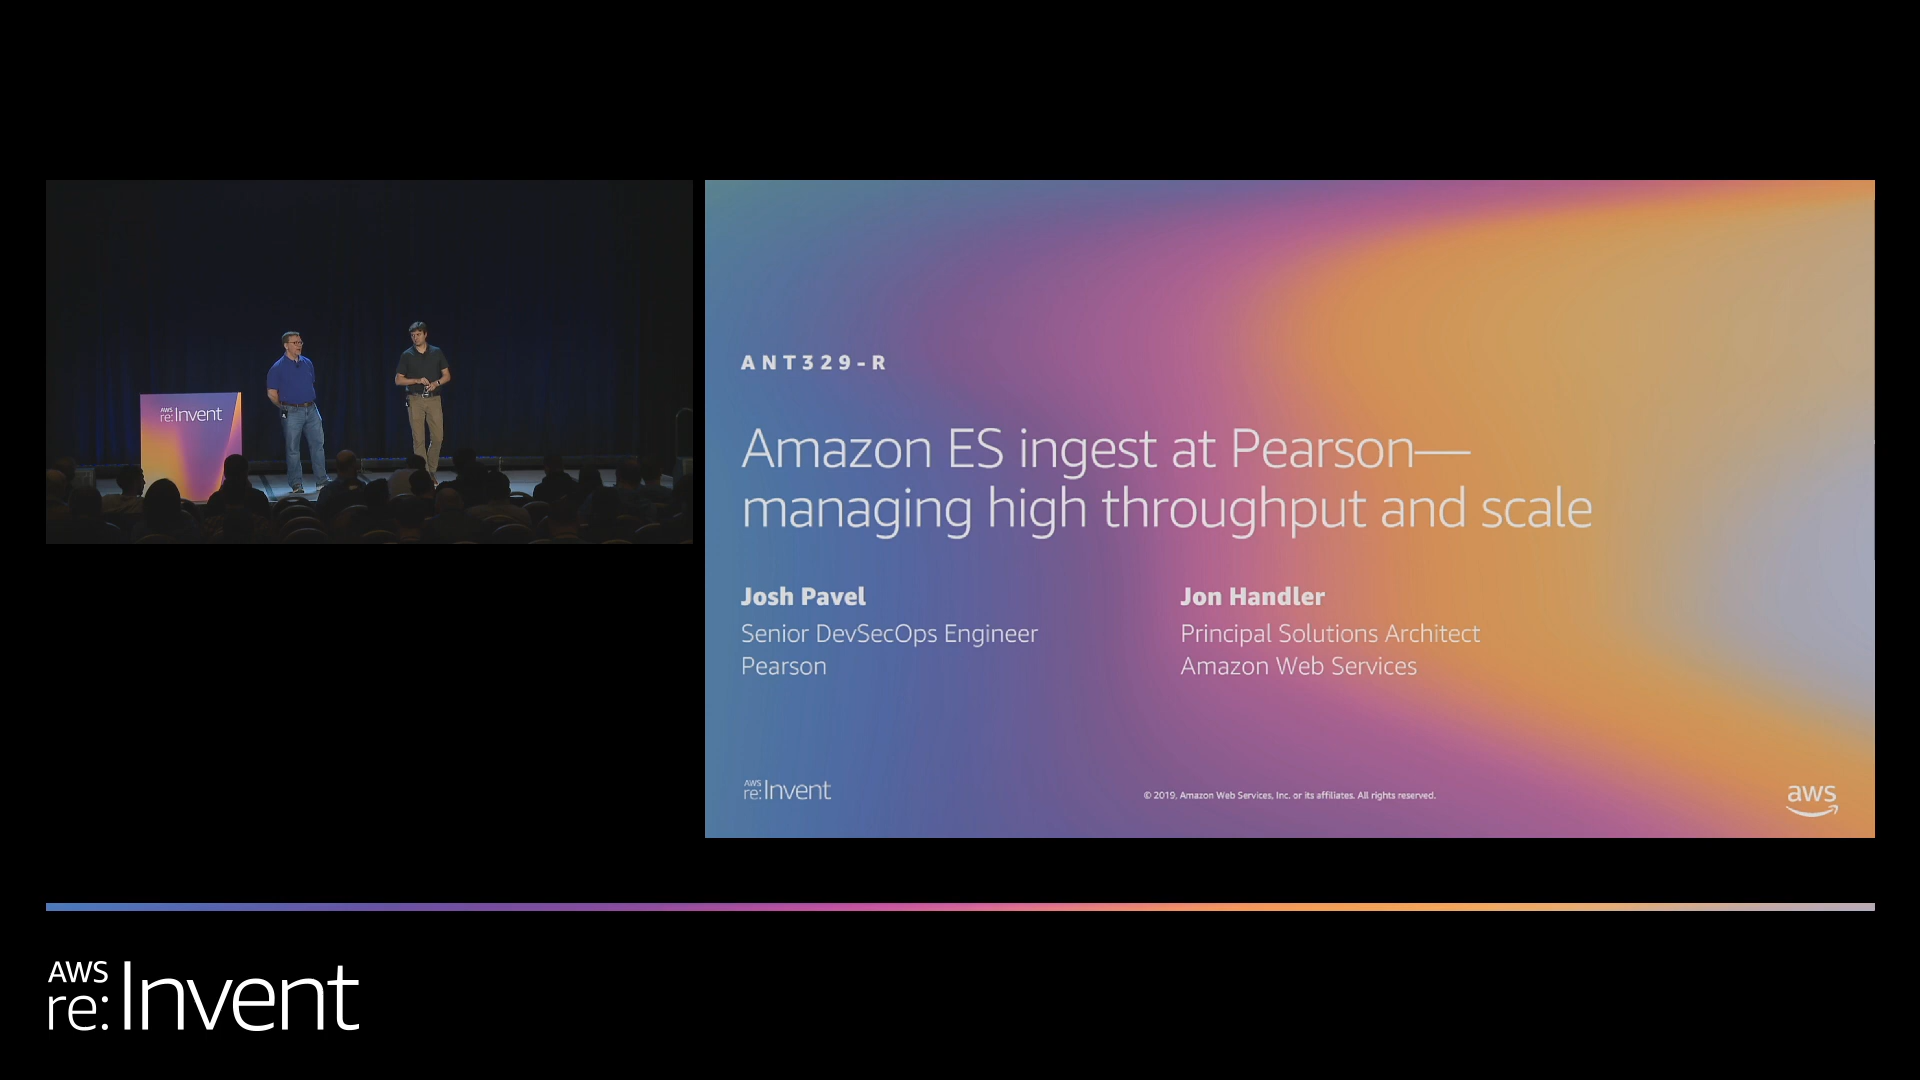 AWS
re:Invent
ANT329-R
Amazon ES ingest at Pearson—
managing high throughput and scale
Josh Pavel
Senior DevSecOps Engineer
Pearson
Jon Handler
Principal Solutions Architect
Amazon Web Services
AWS
re:Invent
© 2019, Amazon Web Services, Inc. or its affiliates. All rights reserved.
aws
AWS
re:Invent